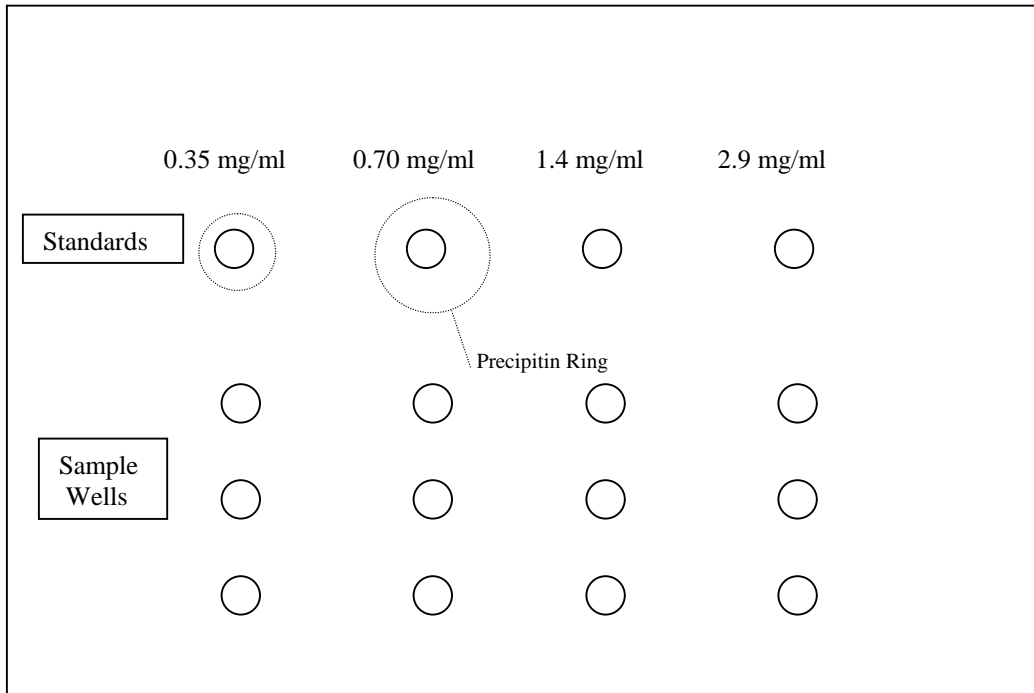 0.35 mg/ml 0.70 mg/ml 1.4 mg/ml 2.9 mg/ml
Standards
Precipitin Ring
Sample
Wells